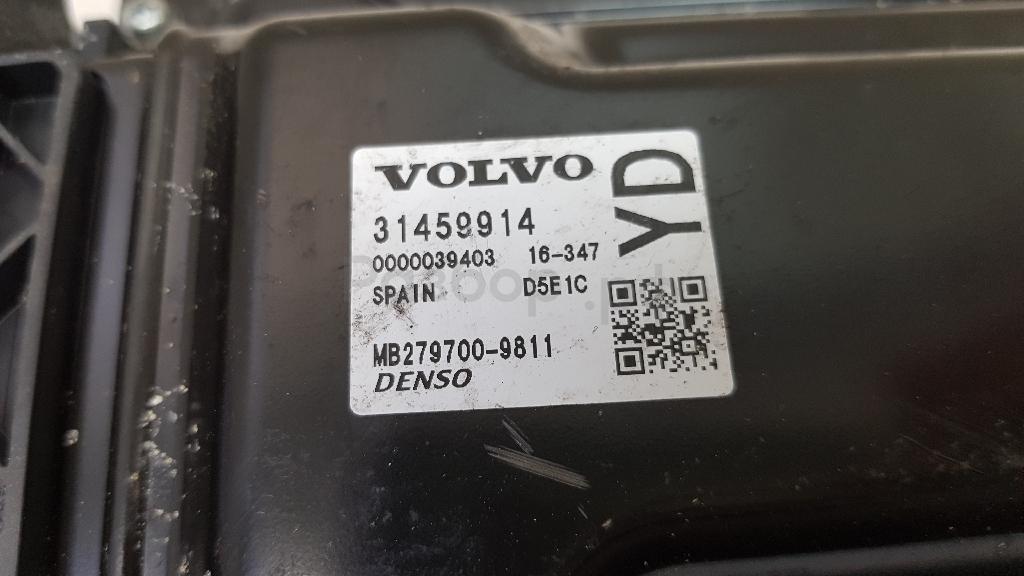 VOLVO
YD
31459914
0000039403 16-347
SPAIN D5E1C
MB279700-9811
DENSO